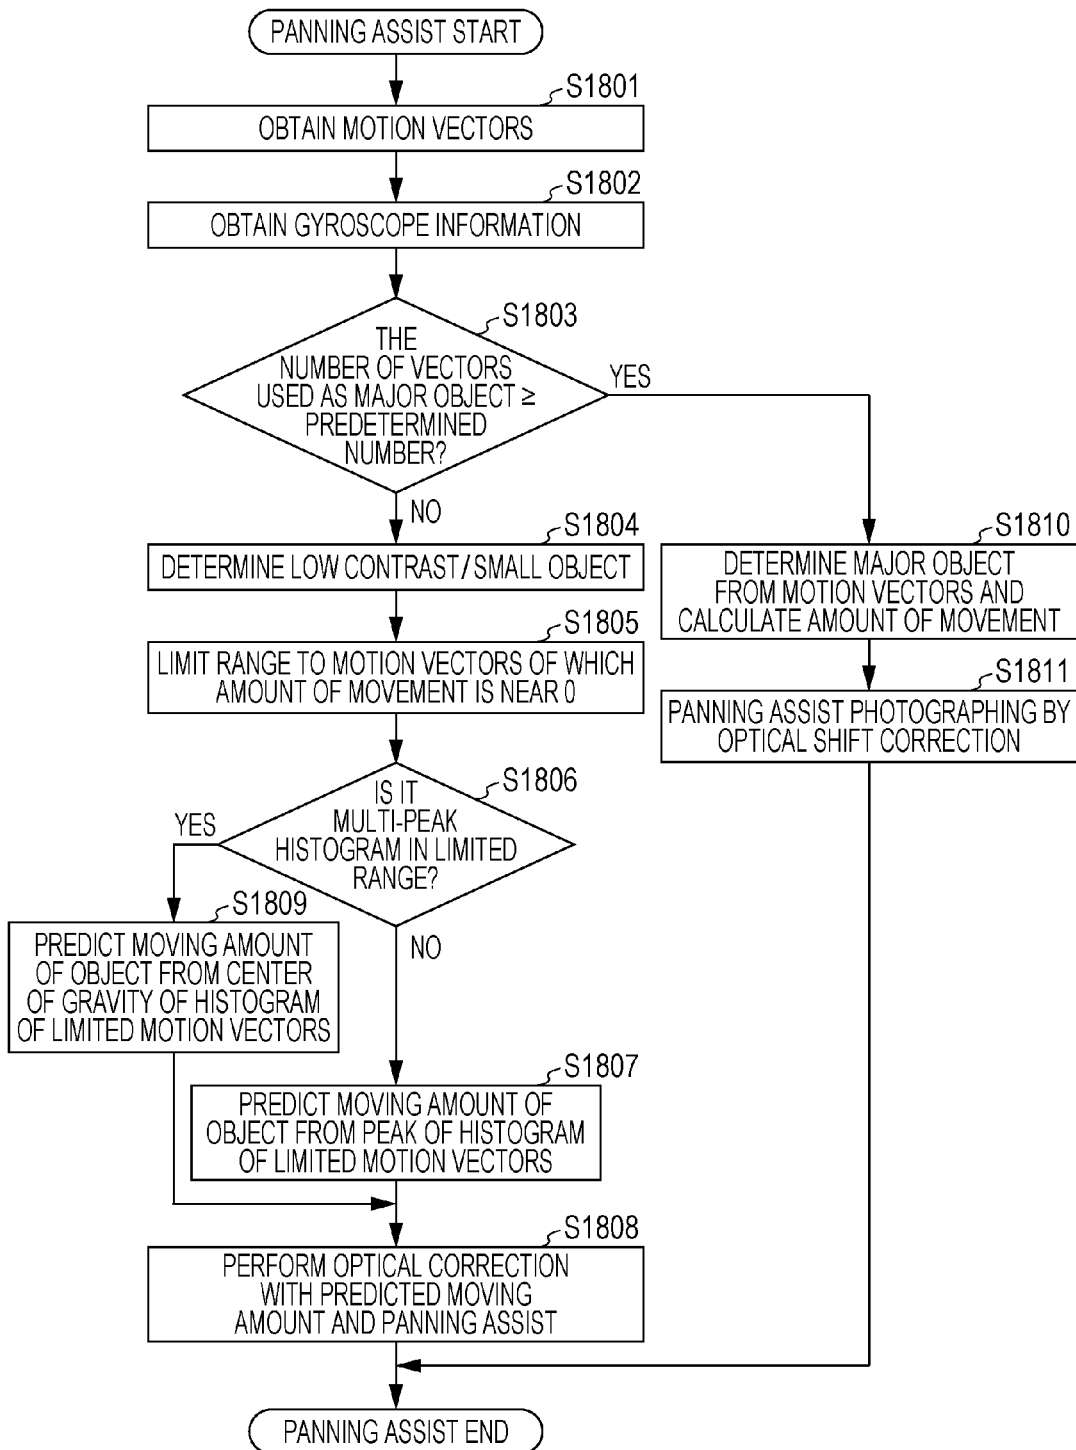 PANNING ASSIST START
S1801
OBTAIN MOTION VECTORS
S1802
OBTAIN GYROSCOPE INFORMATION
S1803
THE
NUMBER OF VECTORS
USED AS MAJOR OBJECT ≥
PREDETERMINED
NUMBER?
YES
NO
S1804
DETERMINE LOW CONTRAST / SMALL OBJECT
S1810
DETERMINE MAJOR OBJECT
FROM MOTION VECTORS AND
CALCULATE AMOUNT OF MOVEMENT
S1805
LIMIT RANGE TO MOTION VECTORS OF WHICH
AMOUNT OF MOVEMENT IS NEAR 0
S1811
PANNING ASSIST PHOTOGRAPHING BY
OPTICAL SHIFT CORRECTION
S1806
IS IT
MULTI-PEAK
HISTOGRAM IN LIMITED
RANGE?
YES
NO
S1809
PREDICT MOVING AMOUNT
OF OBJECT FROM CENTER
OF GRAVITY OF HISTOGRAM
OF LIMITED MOTION VECTORS
S1807
PREDICT MOVING AMOUNT OF
OBJECT FROM PEAK OF HISTOGRAM
OF LIMITED MOTION VECTORS
S1808
PERFORM OPTICAL CORRECTION
WITH PREDICTED MOVING
AMOUNT AND PANNING ASSIST
PANNING ASSIST END